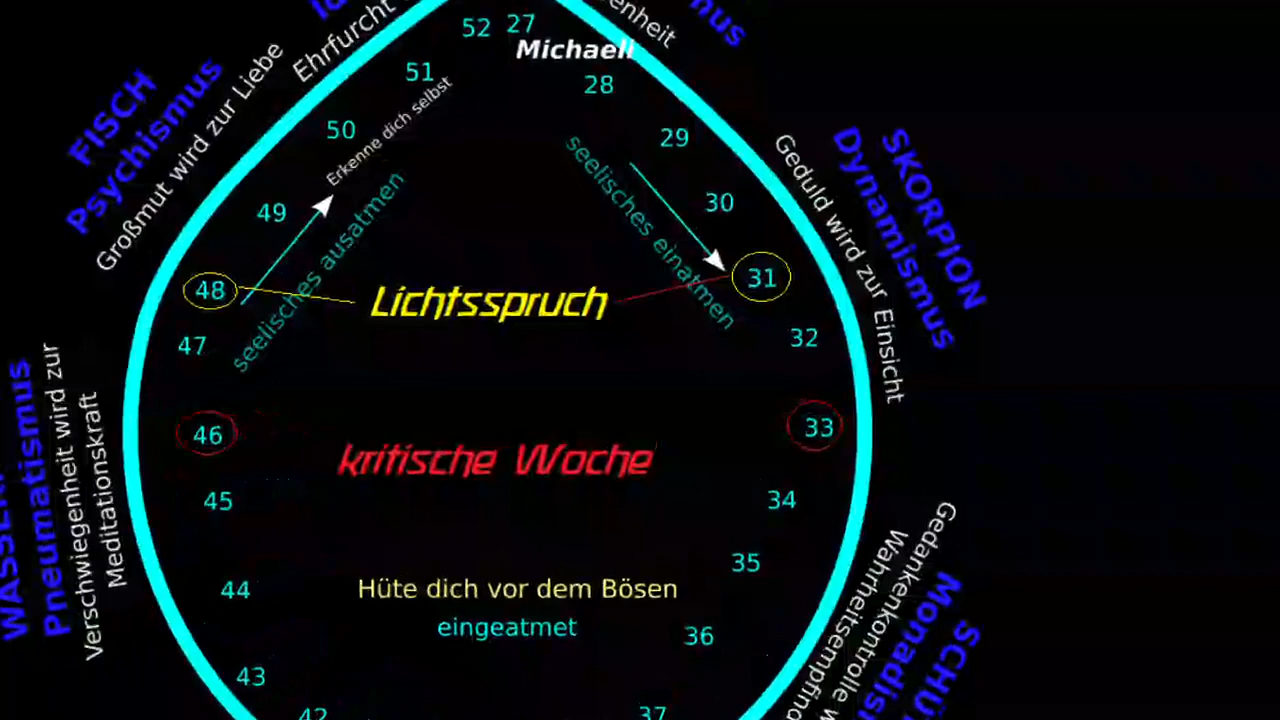 52 27
Michaeli
28
51
Erkenne dich selbst
50
29
49
30
48
31
47
32
46
33
45
34
44
35
43
36
37
seelisches ausatmen
seelisches einatmen
Lichtsspruch
kritische Woche
Hüte dich vor dem Bösen
eingeatmet
Ehrfurcht
FISCH
Psychismus
Großmut wird zur Liebe
Pneumatismus
Verschwiegenheit wird zur
Meditationskraft
Geduld wird zur Einsicht
SKORPION
Dynamismus
Gedankenkontrolle